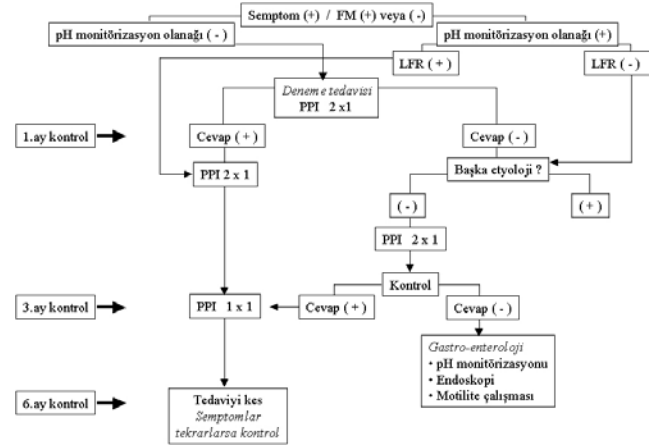 Semptom (+) / FM (+) veya (-)
pH monitörizasyon olanağı (-)
pH monitörizasyon olanağı (+)
LFR (+)
LFR (-)
Deneme tedavisi
PPI 2 x1
1.ay kontrol
Cevap (+)
Cevap (-)
PPI 2 x 1
Başka etyoloji ?
(-)
(+)
PPI 2 x 1
Kontrol
3.ay kontrol
PPI 1 x 1
Cevap (+)
Cevap (-)
Gastro-enteroloji
• pH monitörizasyonu
• Endoskopi
• Motilite çalışması
6.ay kontrol
Tedaviyi kes
Semptomlar
tekrarlarsa kontrol